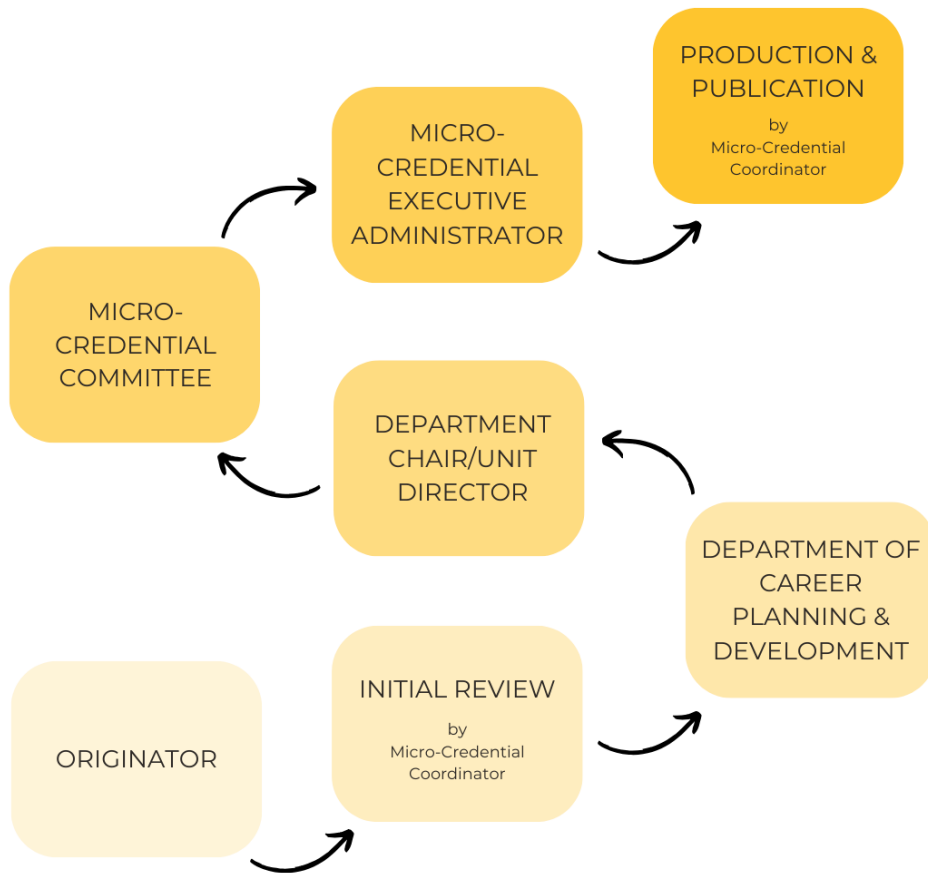 PRODUCTION &
PUBLICATION
by
Micro-Credential
Coordinator
MICRO-
CREDENTIAL
EXECUTIVE
ADMINISTRATOR
MICRO-
CREDENTIAL
COMMITTEE
DEPARTMENT
CHAIR/UNIT
DIRECTOR
DEPARTMENT OF
CAREER
PLANNING &
DEVELOPMENT
INITIAL REVIEW
by
Micro-Credential
Coordinator
ORIGINATOR